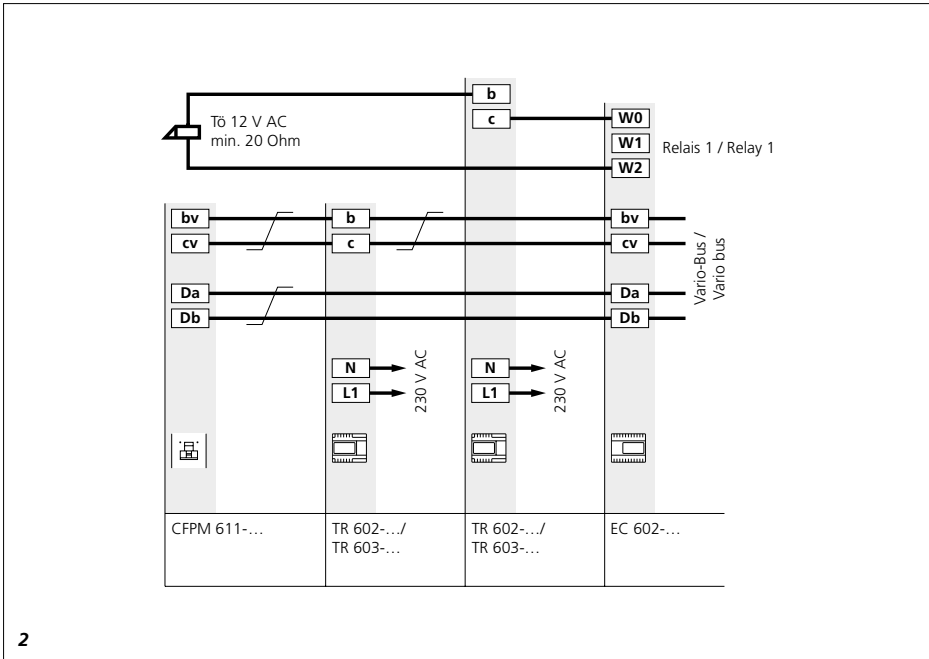 b
c
W0
W1
W2
Tö 12 V AC
min. 20 Ohm
Relais 1 / Relay 1
bv
b
bv
cv
c
cv
Da
Da
Db
Db
Vario-Bus /
Vario bus
N
L1
230 V AC
N
L1
230 V AC
CFPM 611-…
TR 602-…/
TR 603-…
TR 602-…/
TR 603-…
EC 602-…
2